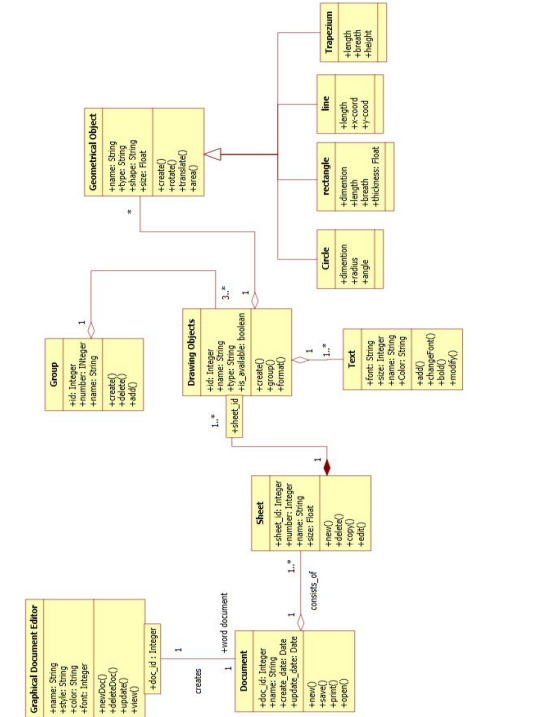 Graphical Document Editor
+name: String
+style: String
+color: String
+font: Integer
+newDoc()
+deleteDoc()
+update()
+view()
+doc_id : Integer
1
creates
+word document
1
Document
+doc_id: Integer
+name: String
+create_date: Date
+update_date: Date
+new()
+save()
+print()
+open()
1
consists_of
1..*
Sheet
+sheet_id: Integer
+number: Integer
+name: String
+size: Float
+new()
+delete()
+copy()
+edit()
1
1..*
+sheet_id
Group
+id: Integer
+number: INteger
+name: String
+create()
+delete()
+add()
1
3..*
Drawing Objects
+id: Integer
+name: String
+type: String
+is_available: boolean
+create()
+group()
+format()
1
1..*
Text
+font: String
+size: Integer
+name: String
+Color: String
+add()
+changeFont()
+bold()
+modify()
1
*
Geometrical Object
+name: String
+type: String
+shape: String
+size: Float
+create()
+rotate()
+translate()
+area()
Circle
+dimention
+radius
+angle
rectangle
+dimention
+length
+breath
+thickness: Float
line
+length
+x-coord
+y-cood
Trapezium
+length
+breath
+height